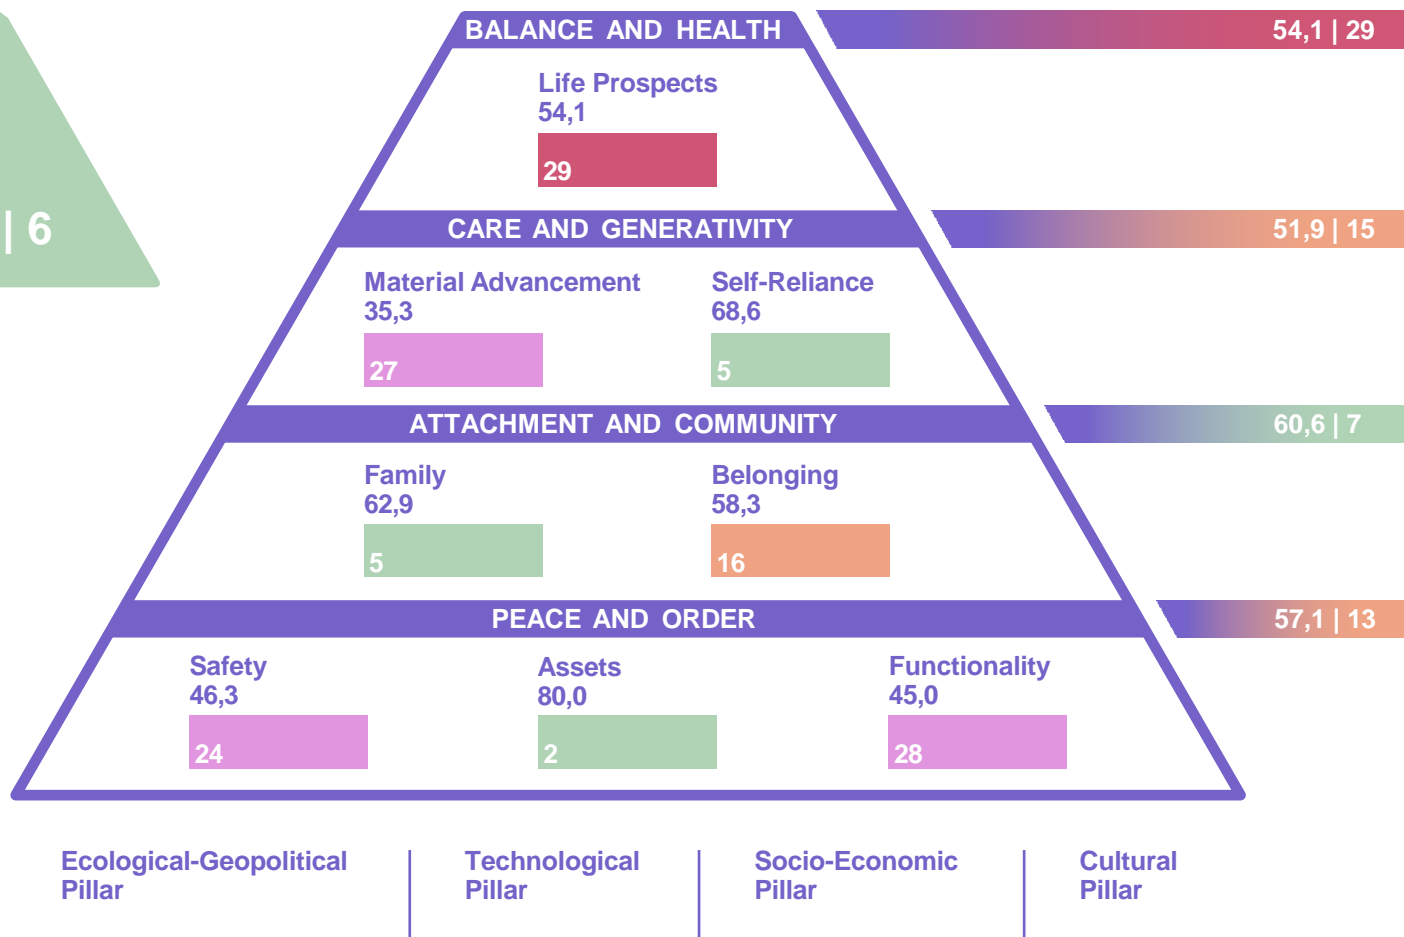 BALANCE AND HEALTH
54,1 | 29
Life Prospects
54,1
29
| 6
CARE AND GENERATIVITY
51,9 | 15
Material Advancement
35,3
27
Self-Reliance
68,6
5
ATTACHMENT AND COMMUNITY
60,6 | 7
Family
62,9
5
Belonging
58,3
16
PEACE AND ORDER
57,1 | 13
Safety
46,3
24
Assets
80,0
2
Functionality
45,0
28
Ecological-Geopolitical
Pillar
Technological
Pillar
Socio-Economic
Pillar
Cultural
Pillar